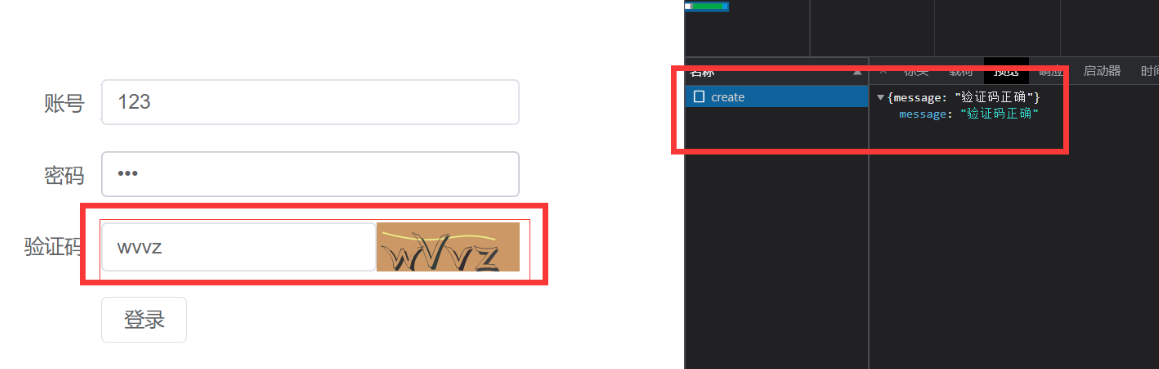 账号 123
密码 •••
验证码 wvvz wVvz
登录
名称 × 标头 载荷 预览 响应 启动器 时间
create
{message: "验证码正确"}
message: "验证码正确"